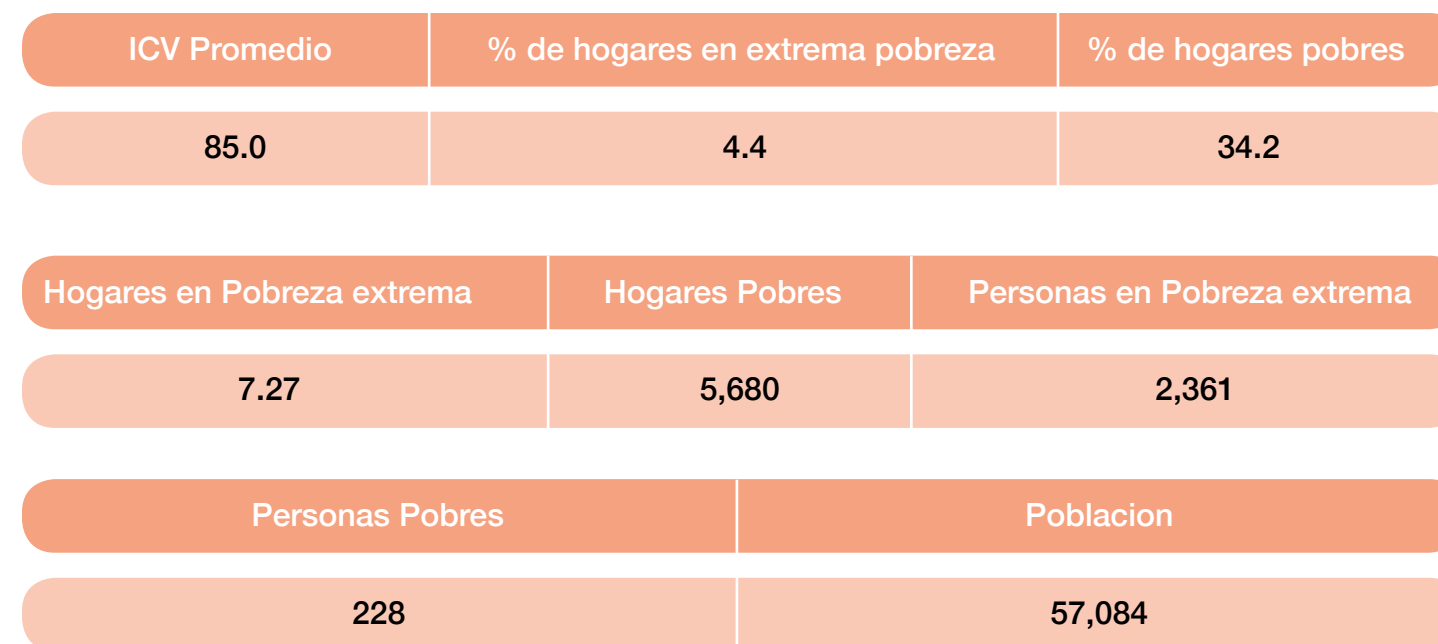 ICV Promedio % de hogares en extrema pobreza % de hogares pobres
85.0 4.4 34.2
Hogares en Pobreza extrema Hogares Pobres Personas en Pobreza extrema
7.27 5,680 2,361
Personas Pobres Poblacion
228 57,084